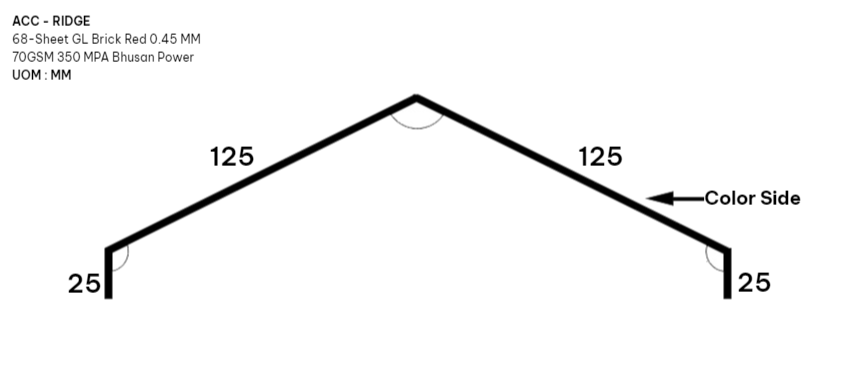 ACC - RIDGE
68-Sheet GL Brick Red 0.45 MM
70GSM 350 MPA Bhusan Power
UOM : MM
125
125
Color Side
25
25